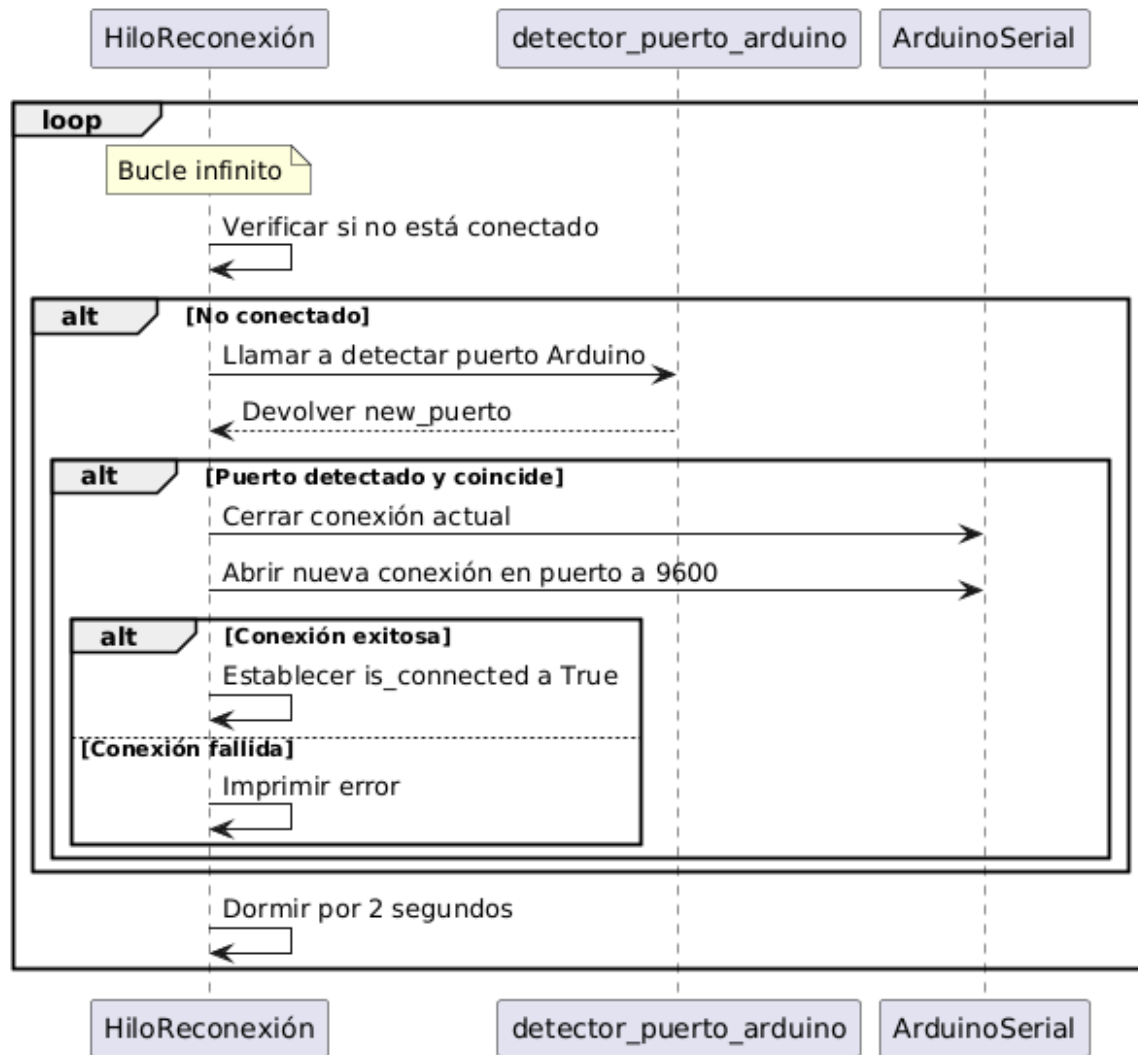 HiloReconexión detector_puerto_arduino ArduinoSerial
loop
Bucle infinito
Verificar si no está conectado
alt [No conectado]
Llamar a detectar puerto Arduino
Devolver new_puerto
alt [Puerto detectado y coincide]
Cerrar conexión actual
Abrir nueva conexión en puerto a 9600
alt [Conexión exitosa]
Establecer is_connected a True
[Conexión fallida]
Imprimir error
Dormir por 2 segundos
HiloReconexión detector_puerto_arduino ArduinoSerial